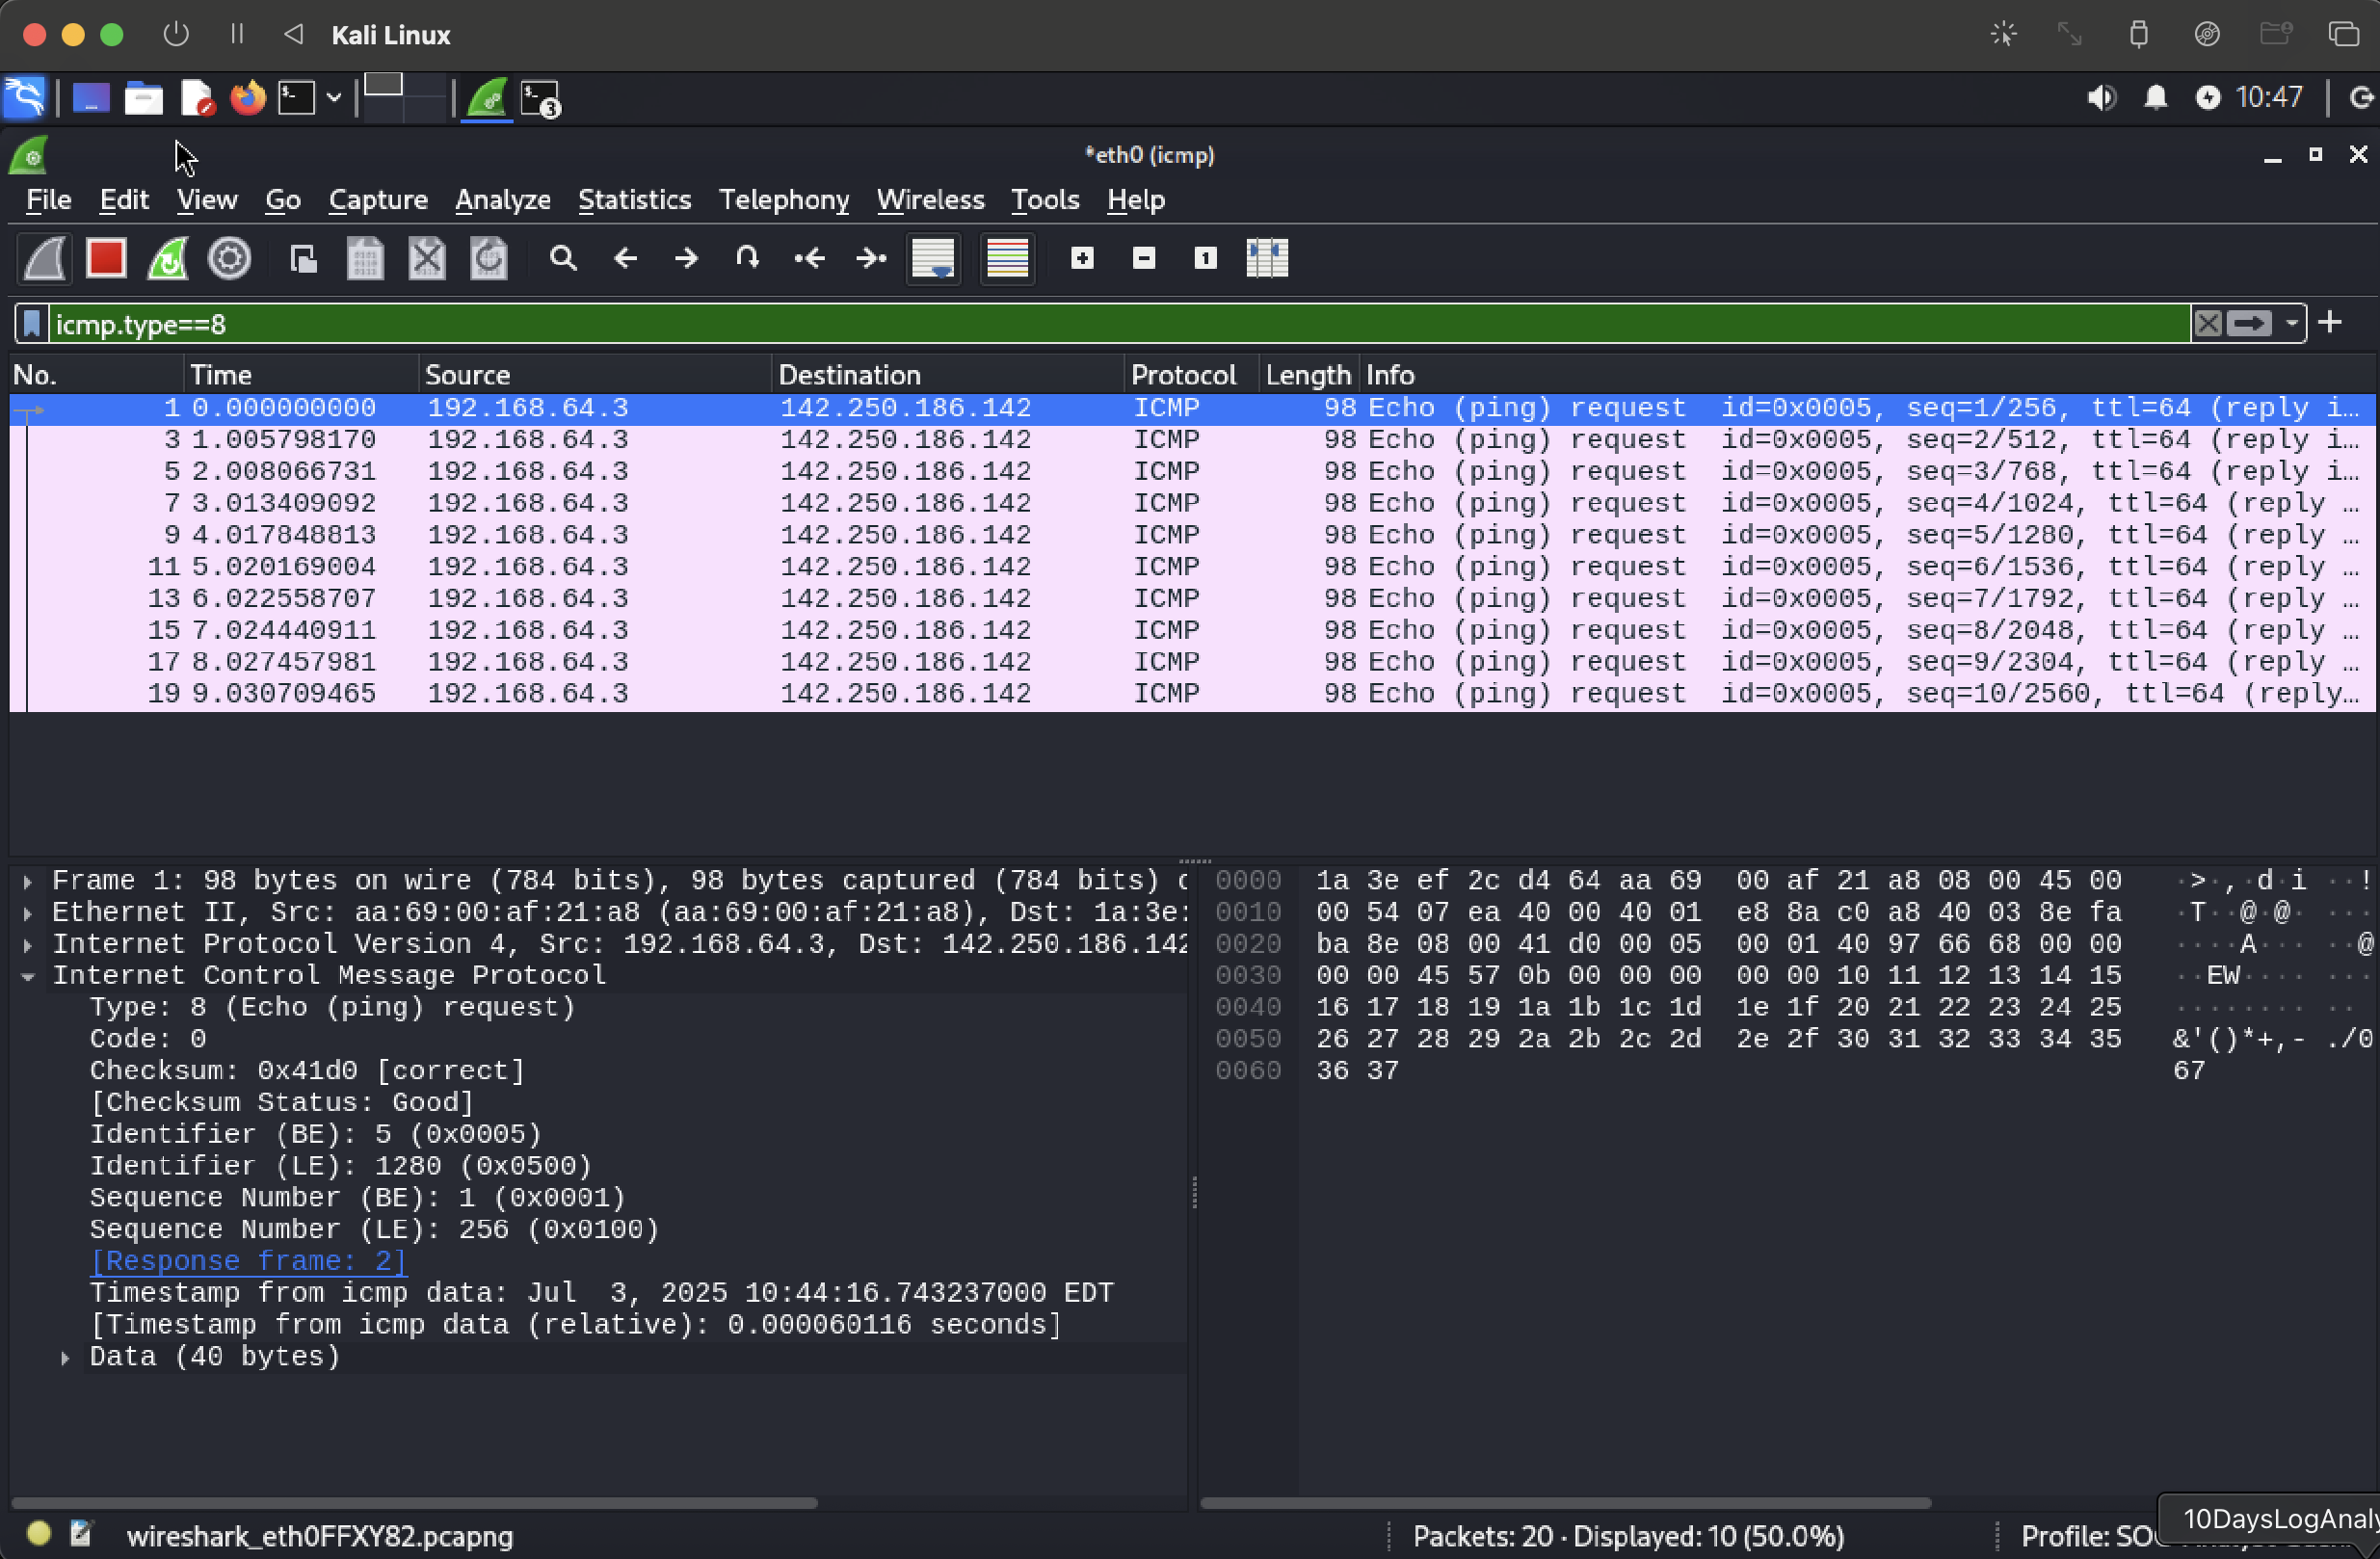 Kali Linux
3
10:47
*eth0 (icmp)
File Edit View Go Capture Analyze Statistics Telephony Wireless Tools Help
icmp.type==8
No. Time Source Destination Protocol Length Info
1 0.000000000 192.168.64.3 142.250.186.142 ICMP 98 Echo (ping) request id=0x0005, seq=1/256, ttl=64 (reply i…
3 1.005798170 192.168.64.3 142.250.186.142 ICMP 98 Echo (ping) request id=0x0005, seq=2/512, ttl=64 (reply i…
5 2.008066731 192.168.64.3 142.250.186.142 ICMP 98 Echo (ping) request id=0x0005, seq=3/768, ttl=64 (reply i…
7 3.013409092 192.168.64.3 142.250.186.142 ICMP 98 Echo (ping) request id=0x0005, seq=4/1024, ttl=64 (reply …
9 4.017848813 192.168.64.3 142.250.186.142 ICMP 98 Echo (ping) request id=0x0005, seq=5/1280, ttl=64 (reply …
11 5.020169004 192.168.64.3 142.250.186.142 ICMP 98 Echo (ping) request id=0x0005, seq=6/1536, ttl=64 (reply …
13 6.022558707 192.168.64.3 142.250.186.142 ICMP 98 Echo (ping) request id=0x0005, seq=7/1792, ttl=64 (reply …
15 7.024440911 192.168.64.3 142.250.186.142 ICMP 98 Echo (ping) request id=0x0005, seq=8/2048, ttl=64 (reply …
17 8.027457981 192.168.64.3 142.250.186.142 ICMP 98 Echo (ping) request id=0x0005, seq=9/2304, ttl=64 (reply …
19 9.030709465 192.168.64.3 142.250.186.142 ICMP 98 Echo (ping) request id=0x0005, seq=10/2560, ttl=64 (reply…
Frame 1: 98 bytes on wire (784 bits), 98 bytes captured (784 bits)
Ethernet II, Src: aa:69:00:af:21:a8 (aa:69:00:af:21:a8), Dst: 1a:3e:
Internet Protocol Version 4, Src: 192.168.64.3, Dst: 142.250.186.142
Internet Control Message Protocol
Type: 8 (Echo (ping) request)
Code: 0
Checksum: 0x41d0 [correct]
[Checksum Status: Good]
Identifier (BE): 5 (0x0005)
Identifier (LE): 1280 (0x0500)
Sequence Number (BE): 1 (0x0001)
Sequence Number (LE): 256 (0x0100)
[Response frame: 2]
Timestamp from icmp data: Jul  3, 2025 10:44:16.743237000 EDT
[Timestamp from icmp data (relative): 0.000060116 seconds]
Data (40 bytes)
0000 1a 3e ef 2c d4 64 aa 69 00 af 21 a8 08 00 45 00 ·>·,·d·i ··!
0010 00 54 07 ea 40 00 40 01 e8 8a c0 a8 40 03 8e fa ·T··@·@· ···
0020 ba 8e 08 00 41 d0 00 05 00 01 40 97 66 68 00 00 ····A··· ··@
0030 00 00 45 57 0b 00 00 00 00 00 10 11 12 13 14 15 ··EW···· ···
0040 16 17 18 19 1a 1b 1c 1d 1e 1f 20 21 22 23 24 25 ········ ··
0050 26 27 28 29 2a 2b 2c 2d 2e 2f 30 31 32 33 34 35 &'()*+,- ./0
0060 36 37 67
wireshark_eth0FFXY82.pcapng
Packets: 20 · Displayed: 10 (50.0%)
Profile: SO
10DaysLogAnaly